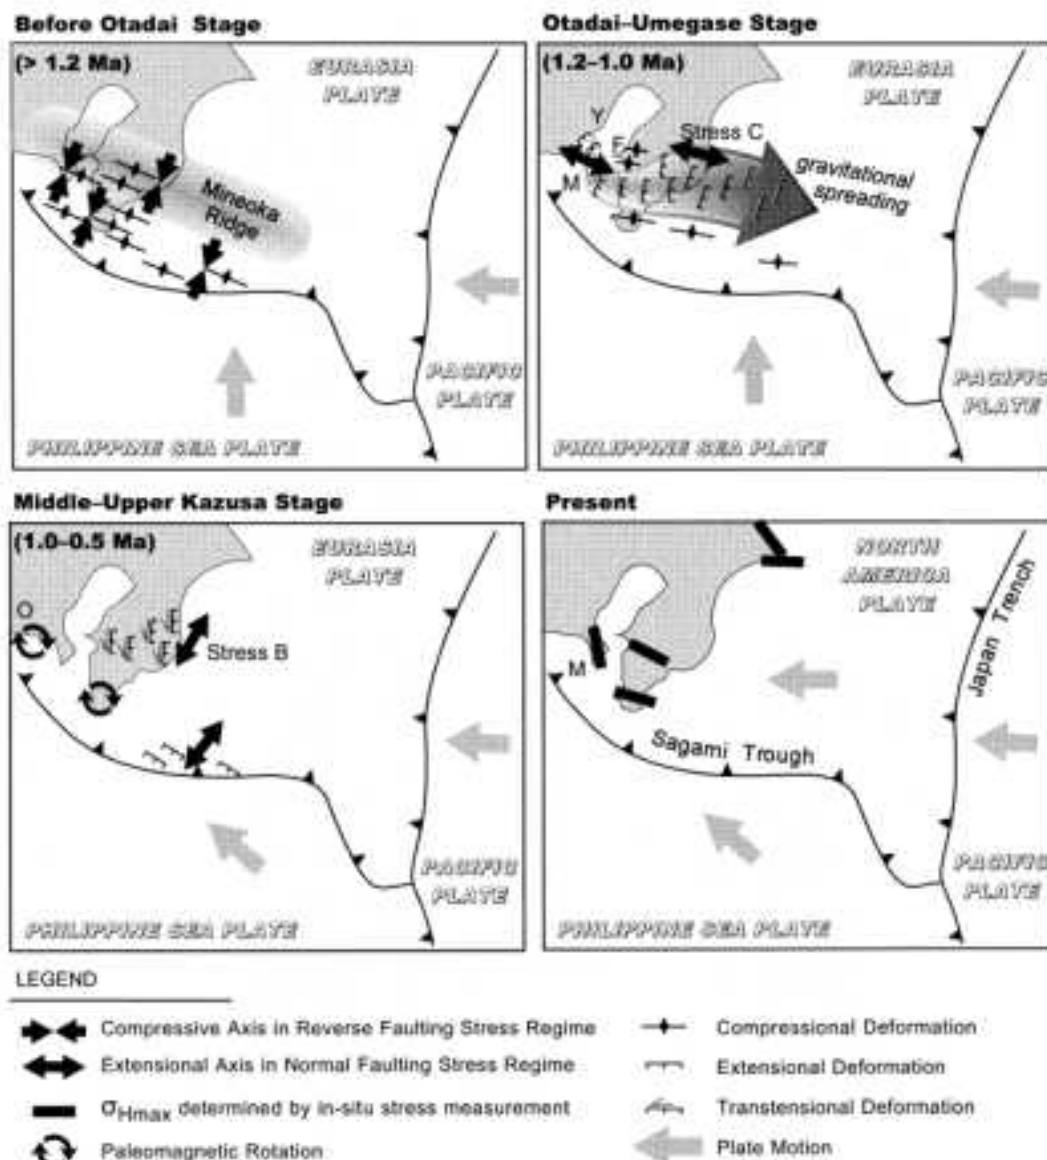 Before Otadai Stage
(> 1.2 Ma)
EURASIA
PLATE
Mineoka
Ridge
PACIFIC
PLATE
PHILIPPINE SEA PLATE
Otadai–Umegase Stage
(1.2–1.0 Ma)
EURASIA
PLATE
Y
Stress C
F
M
gravitational
spreading
PACIFIC
PLATE
PHILIPPINE SEA PLATE
Middle–Upper Kazusa Stage
(1.0–0.5 Ma)
EURASIA
PLATE
O
Stress B
PACIFIC
PLATE
PHILIPPINE SEA PLATE
Present
NORTH
AMERICA
PLATE
Japan Trench
M
Sagami Trough
PACIFIC
PLATE
PHILIPPINE SEA PLATE
LEGEND
Compressive Axis in Reverse Faulting Stress Regime
Extensional Axis in Normal Faulting Stress Regime
σHmax determined by in-situ stress measurement
Paleomagnetic Rotation
Compressional Deformation
Extensional Deformation
Transtensional Deformation
Plate Motion